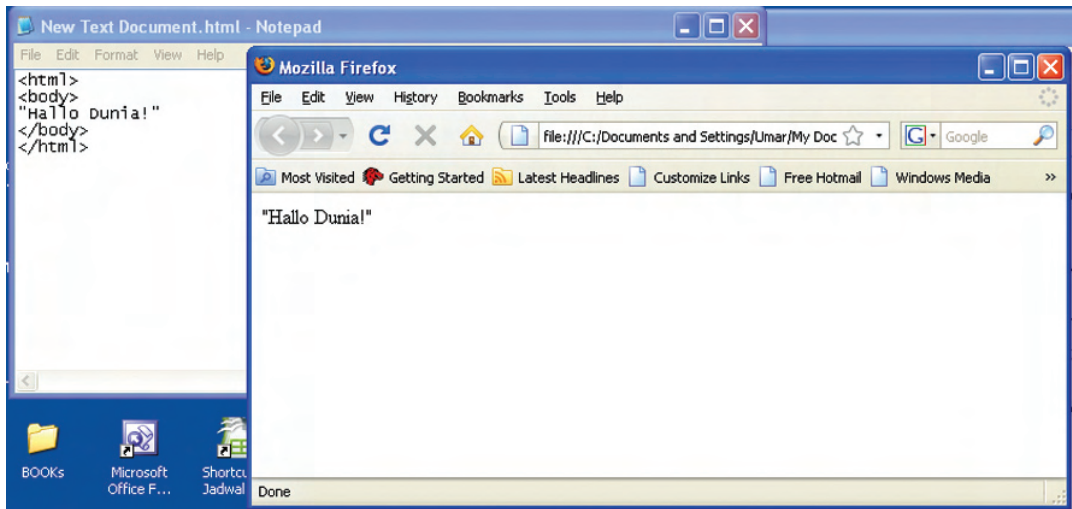 New Text Document.html - Notepad
File Edit Format View Help
<html>
<body>
"Hallo Dunia!"
</body>
</html>
Mozilla Firefox
File Edit View History Bookmarks Tools Help
file:///C:/Documents and Settings/Umar/My Doc
G Google
Most Visited Getting Started Latest Headlines Customize Links Free Hotmail Windows Media »
"Hallo Dunia!"
Done
BOOKs
Microsoft
Office F...
Shortcu
Jadwal